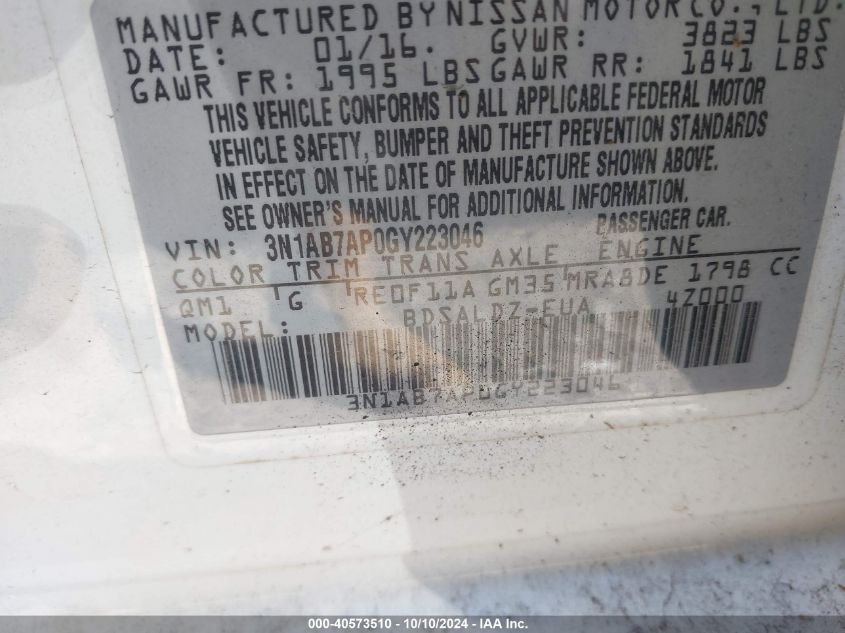 MANUFACTURED BY NISSAN MOTOR CO., LTD.
DATE: 01/16. GVWR: 3823 LBS
GAWR FR: 1995 LBS GAWR RR: 1841 LBS
THIS VEHICLE CONFORMS TO ALL APPLICABLE FEDERAL MOTOR
VEHICLE SAFETY, BUMPER AND THEFT PREVENTION STANDARDS
IN EFFECT ON THE DATE OF MANUFACTURE SHOWN ABOVE.
SEE OWNER'S MANUAL FOR ADDITIONAL INFORMATION.
VIN: 3N1AB7AP0GY223046 PASSENGER CAR.
COLOR TRIM TRANS AXLE ENGINE
QM1 G RE0F11A GM35 MRA8DE 1798 CC
MODEL: BDSALDZ-EUA 4Z000
3N1AB7AP0GY223046
000-40573510 - 10/10/2024 - IAAI.com